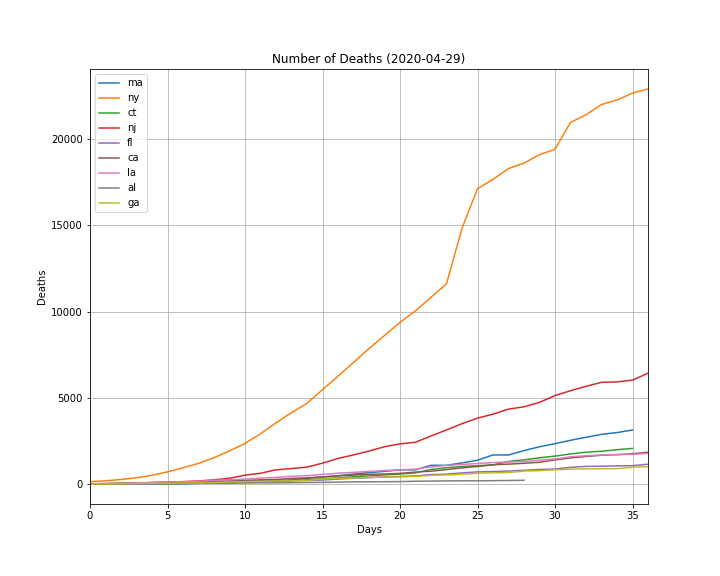 Number of Deaths (2020-04-29)
ma
ny
ct
nj
fl
ca
la
al
ga
20000
15000
10000
5000
0
Deaths
0 5 10 15 20 25 30 35
Days